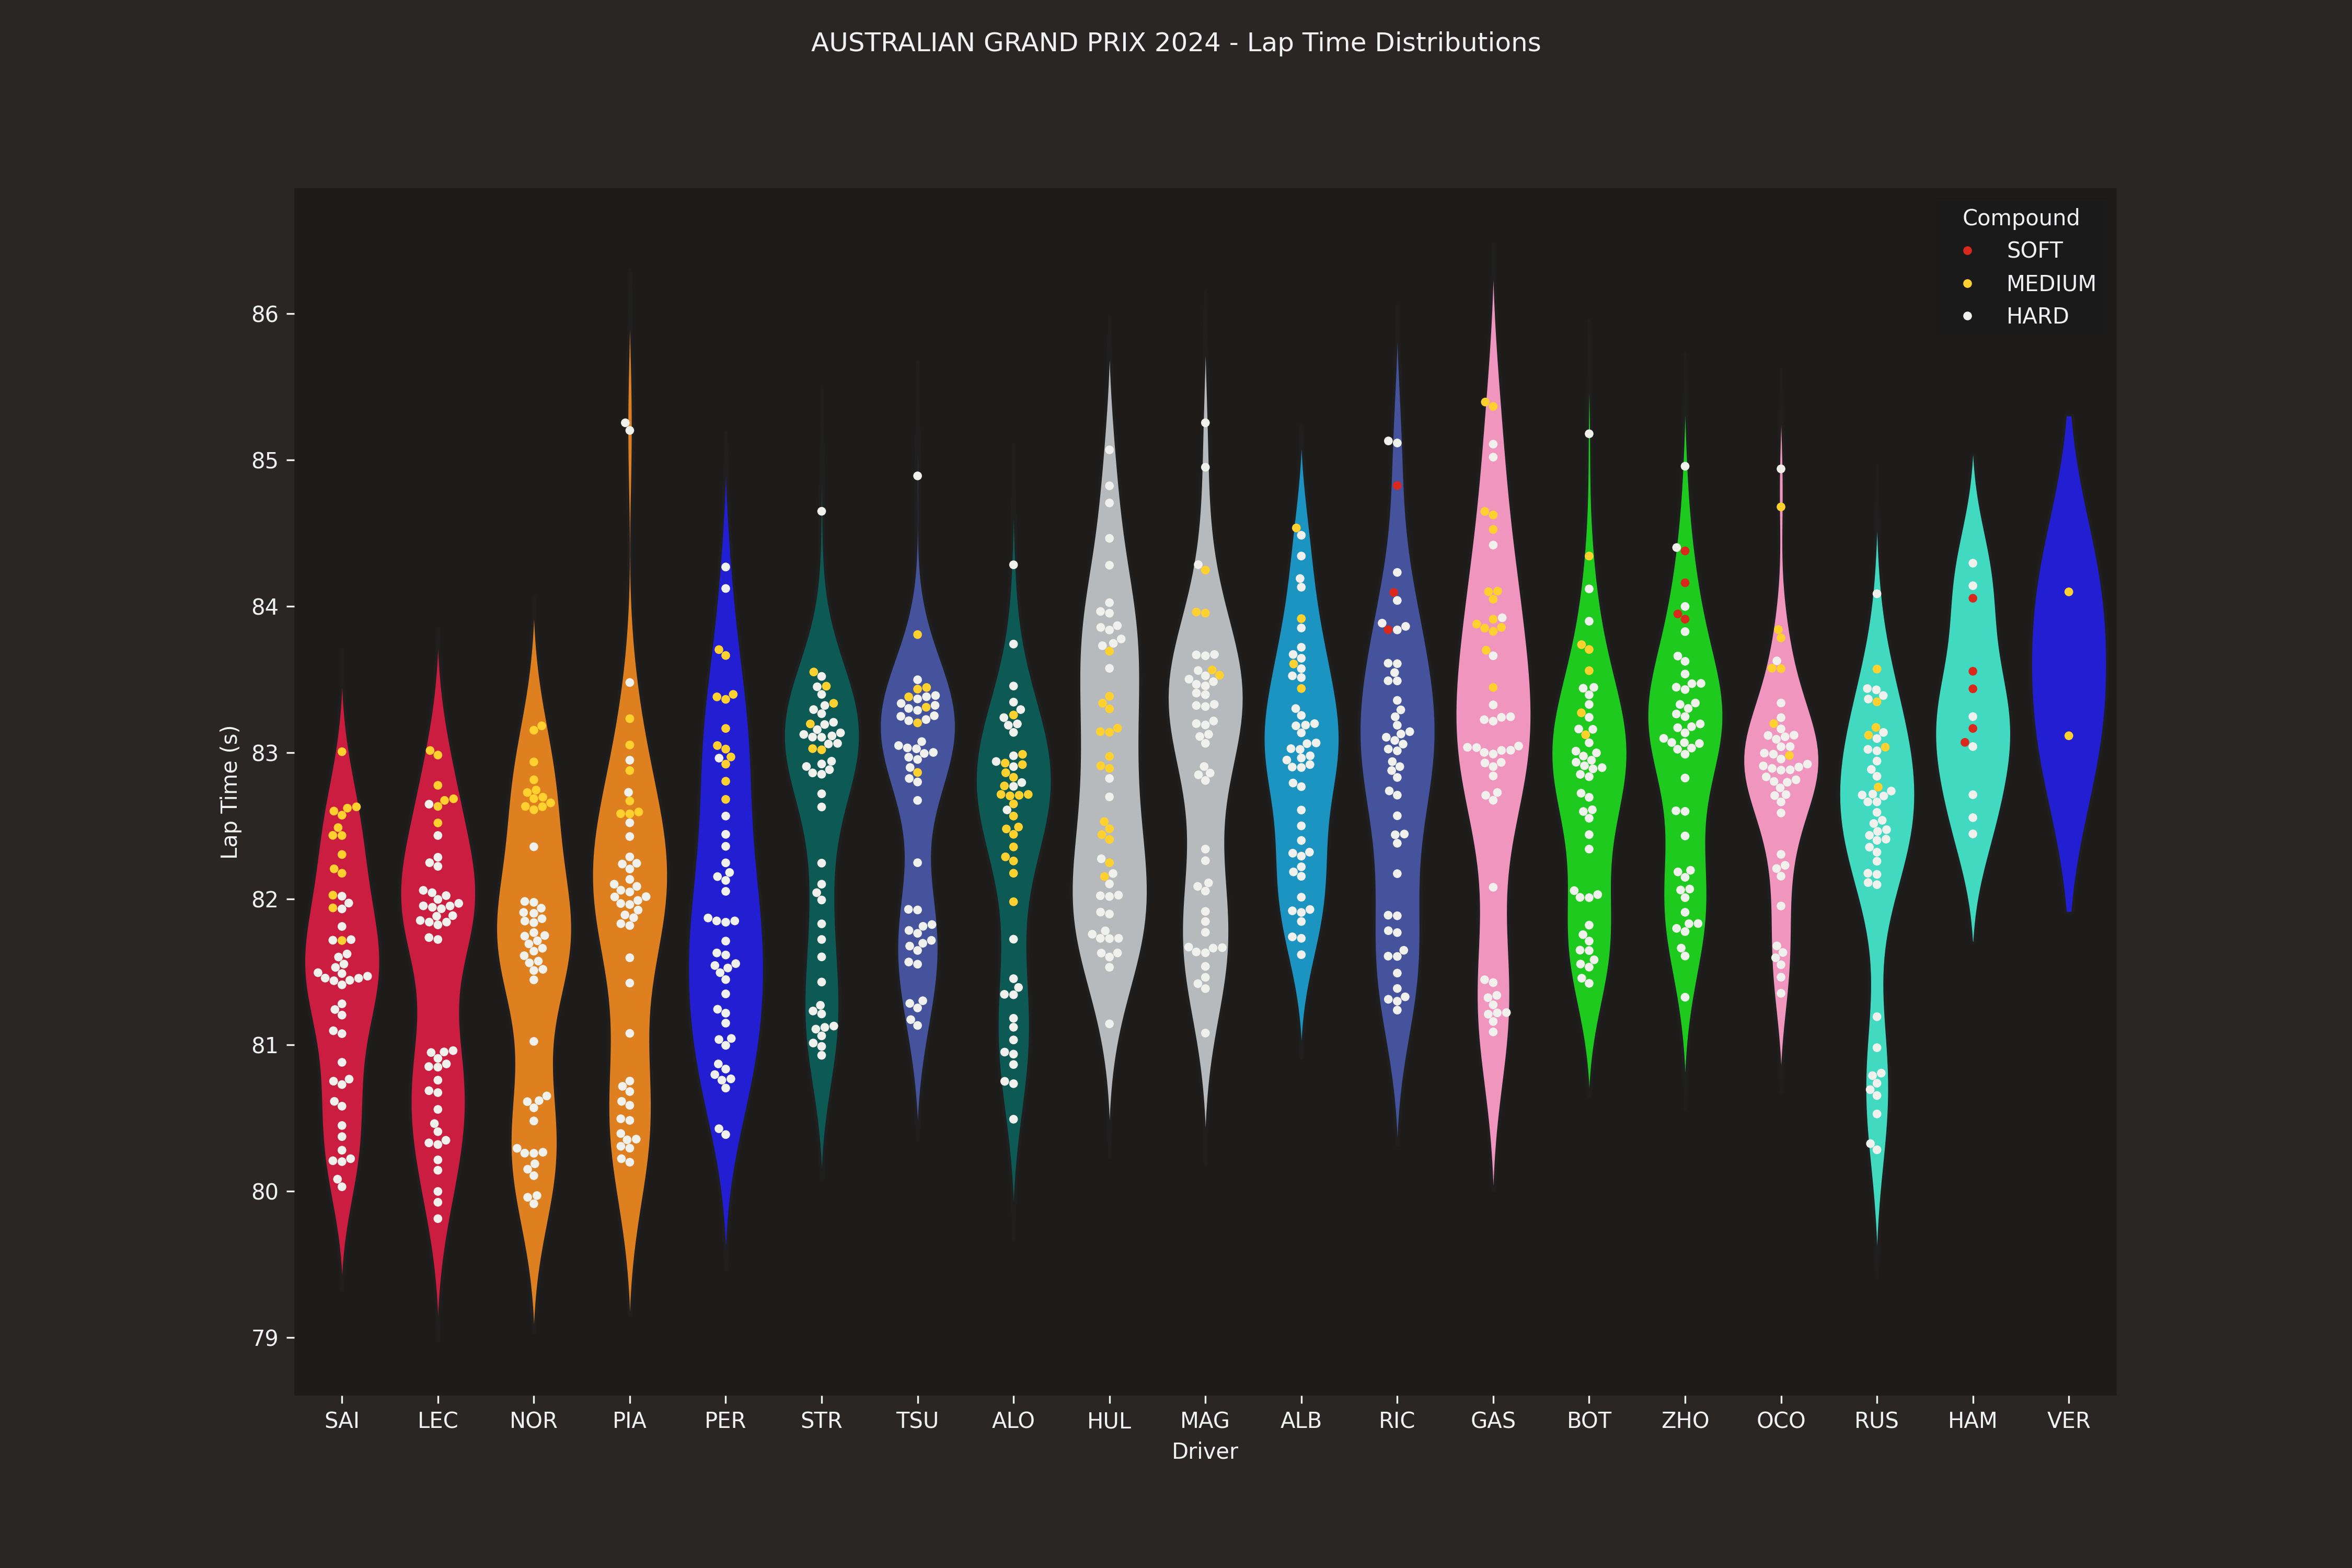 AUSTRALIAN GRAND PRIX 2024 - Lap Time Distributions
Compound
SOFT
MEDIUM
HARD
Lap Time (s)
86
85
84
83
82
81
80
79
SAI LEC NOR PIA PER STR TSU ALO HUL MAG ALB RIC GAS BOT ZHO OCO RUS HAM VER
Driver